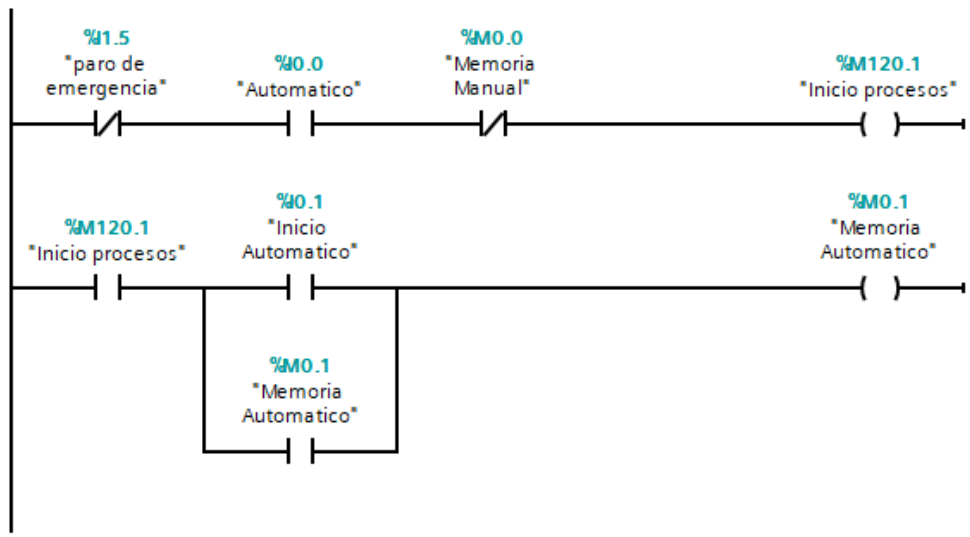 %I1.5
"paro de
emergencia"
%I0.0
"Automatico"
%M0.0
"Memoria
Manual"
%M120.1
"Inicio procesos"
%M120.1
"Inicio procesos"
%I0.1
"Inicio
Automatico"
%M0.1
"Memoria
Automatico"
%M0.1
"Memoria
Automatico"